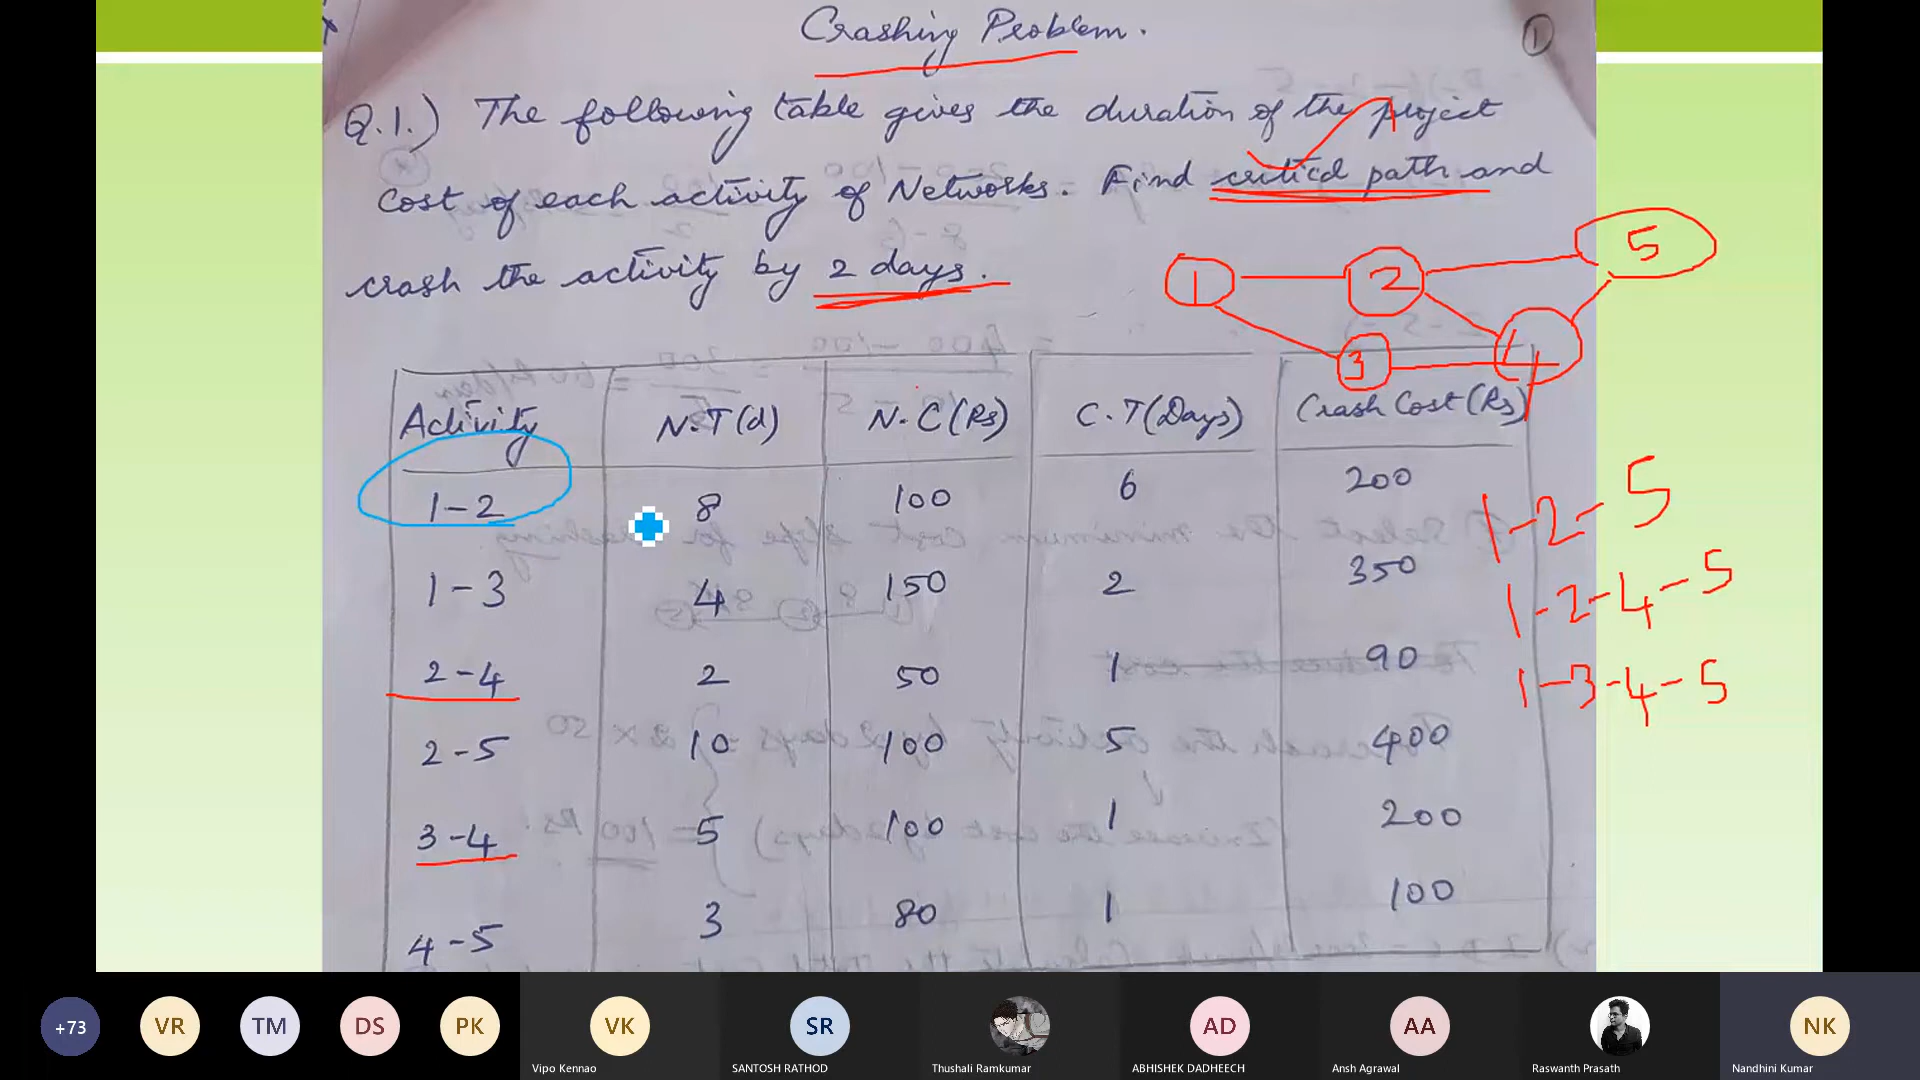 Crashing Problem.
1
Q.1.) The following table gives the duration of the project
cost of each activity of Networks. Find critical path and
crash the activity by 2 days.
1 2 5
3 4
Activity N.T(d) N.C(Rs) C.T(Days) Crash Cost(Rs)
1-2 8 100 6 200
1-3 4 150 2 350
2-4 2 50 1 90
2-5 10 100 5 400
3-4 5 100 1 200
4-5 3 80 1 100
1-2-5
1-2-4-5
1-3-4-5
+73 VR TM DS PK VK SR AD AA NK
Vipo Kennao SANTOSH RATHOD Thushali Ramkumar ABHISHEK DADHEECH Ansh Agrawal Raswanth Prasath Nandhini Kumar